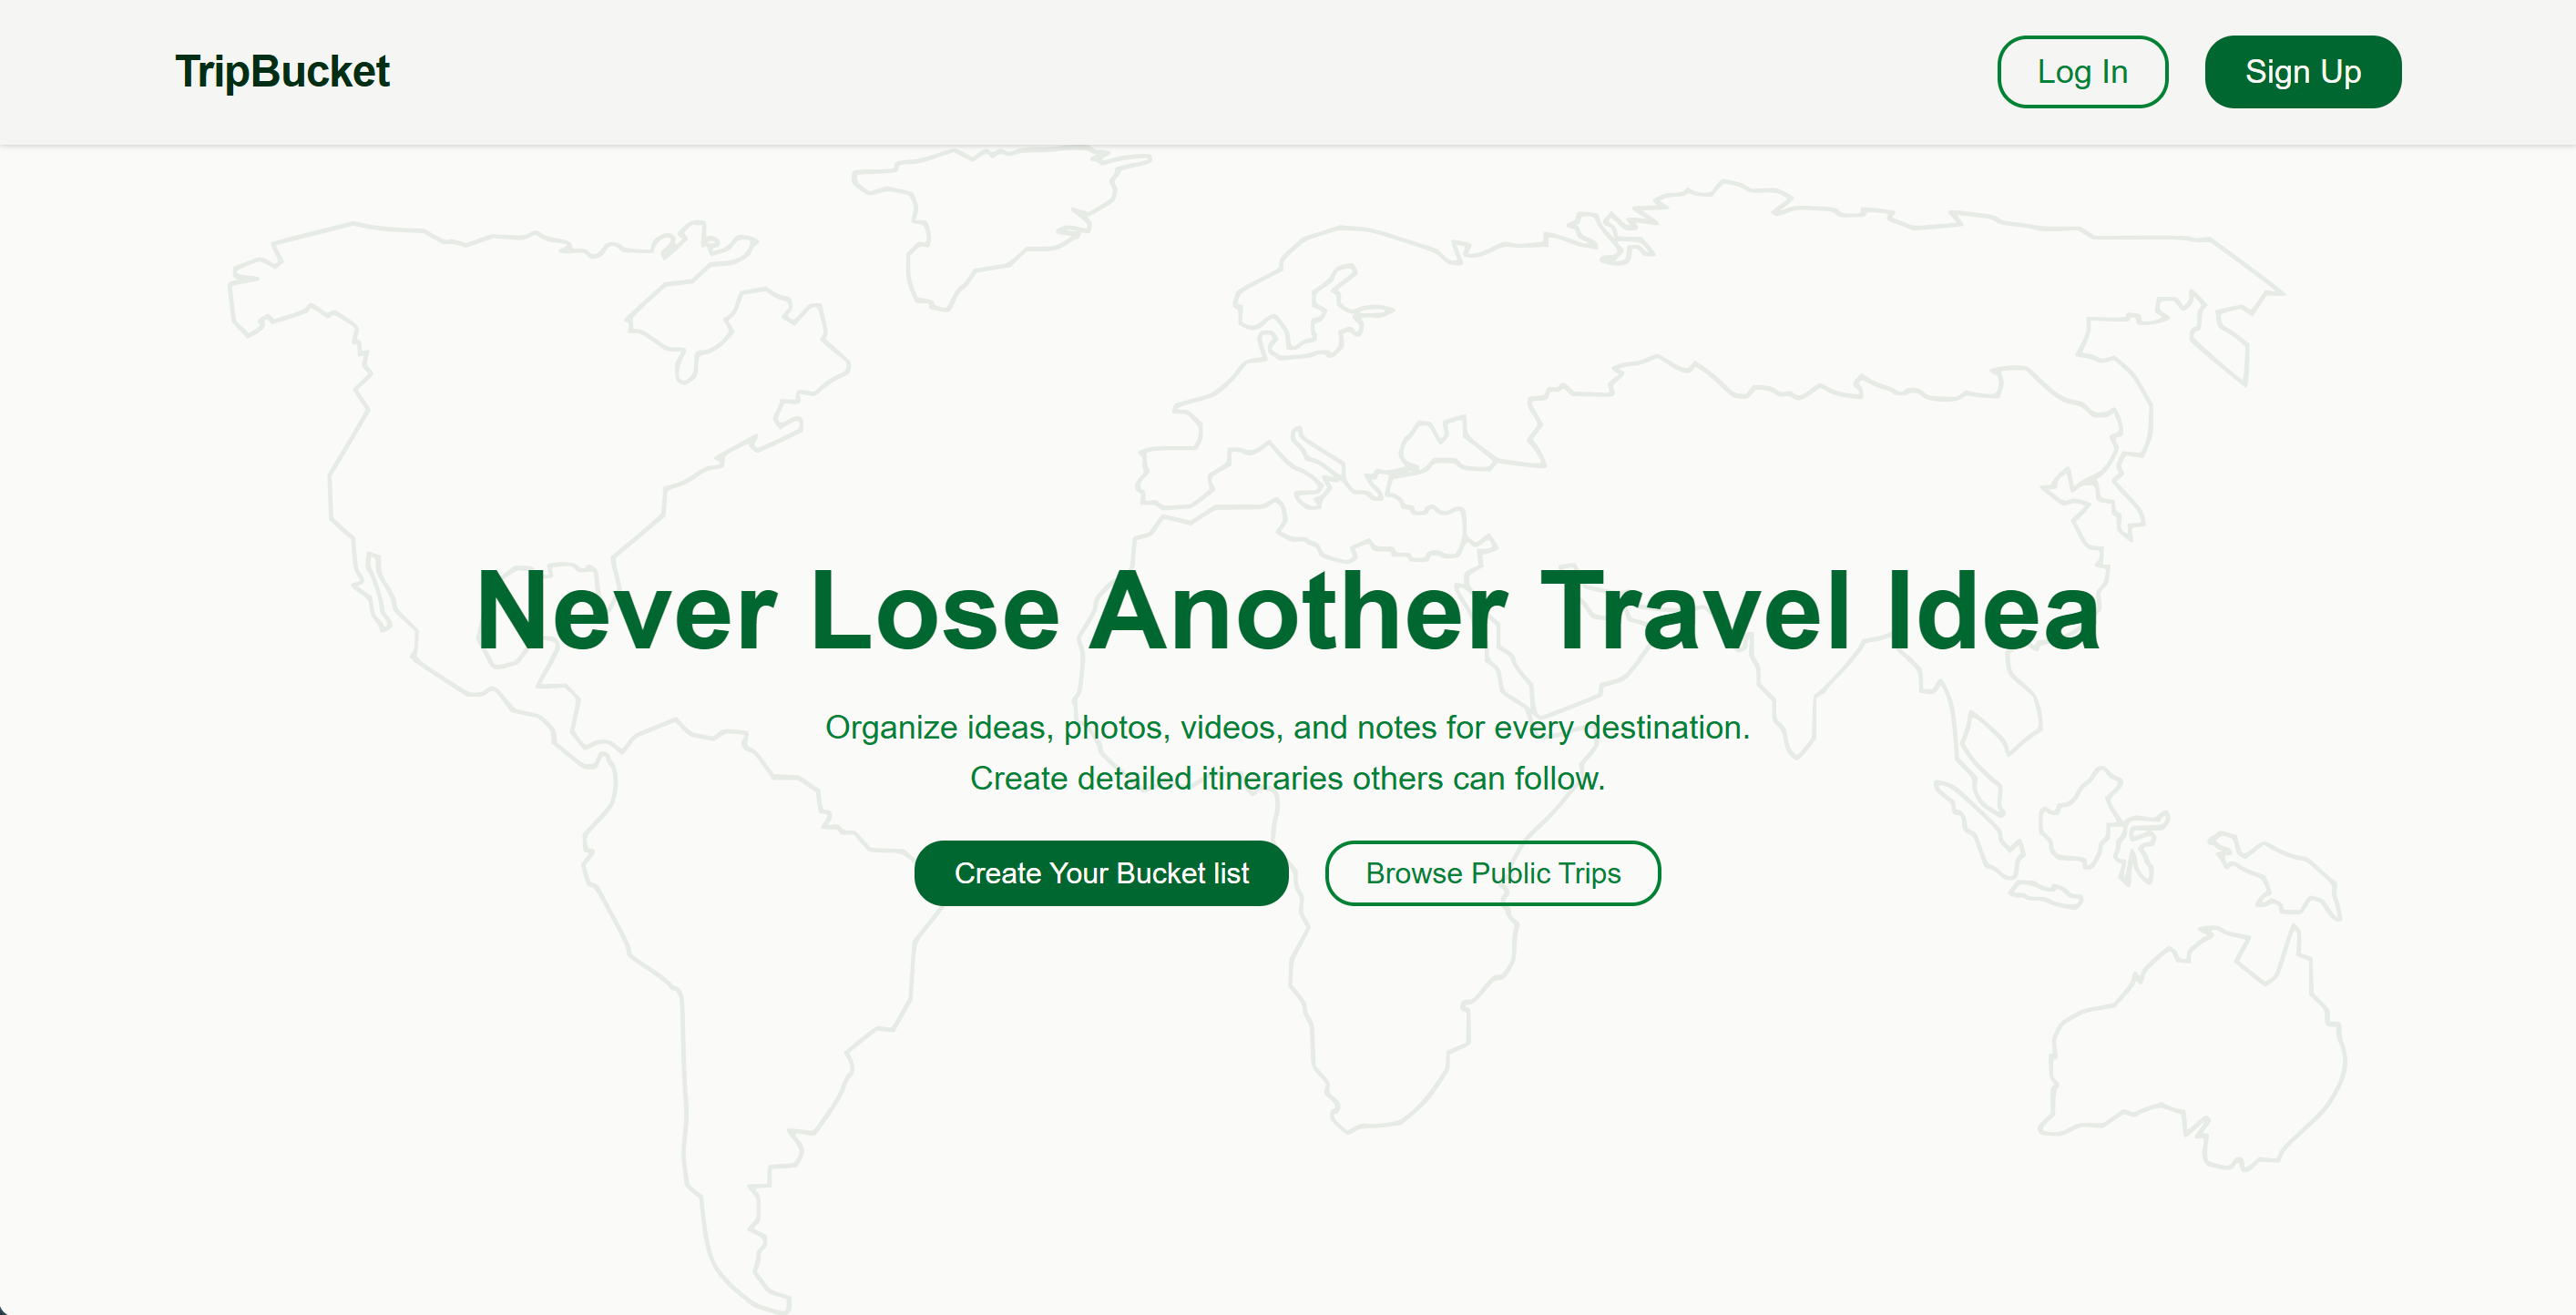 TripBucket
Log In
Sign Up
Never Lose Another Travel Idea
Organize ideas, photos, videos, and notes for every destination.
Create detailed itineraries others can follow.
Create Your Bucket list
Browse Public Trips